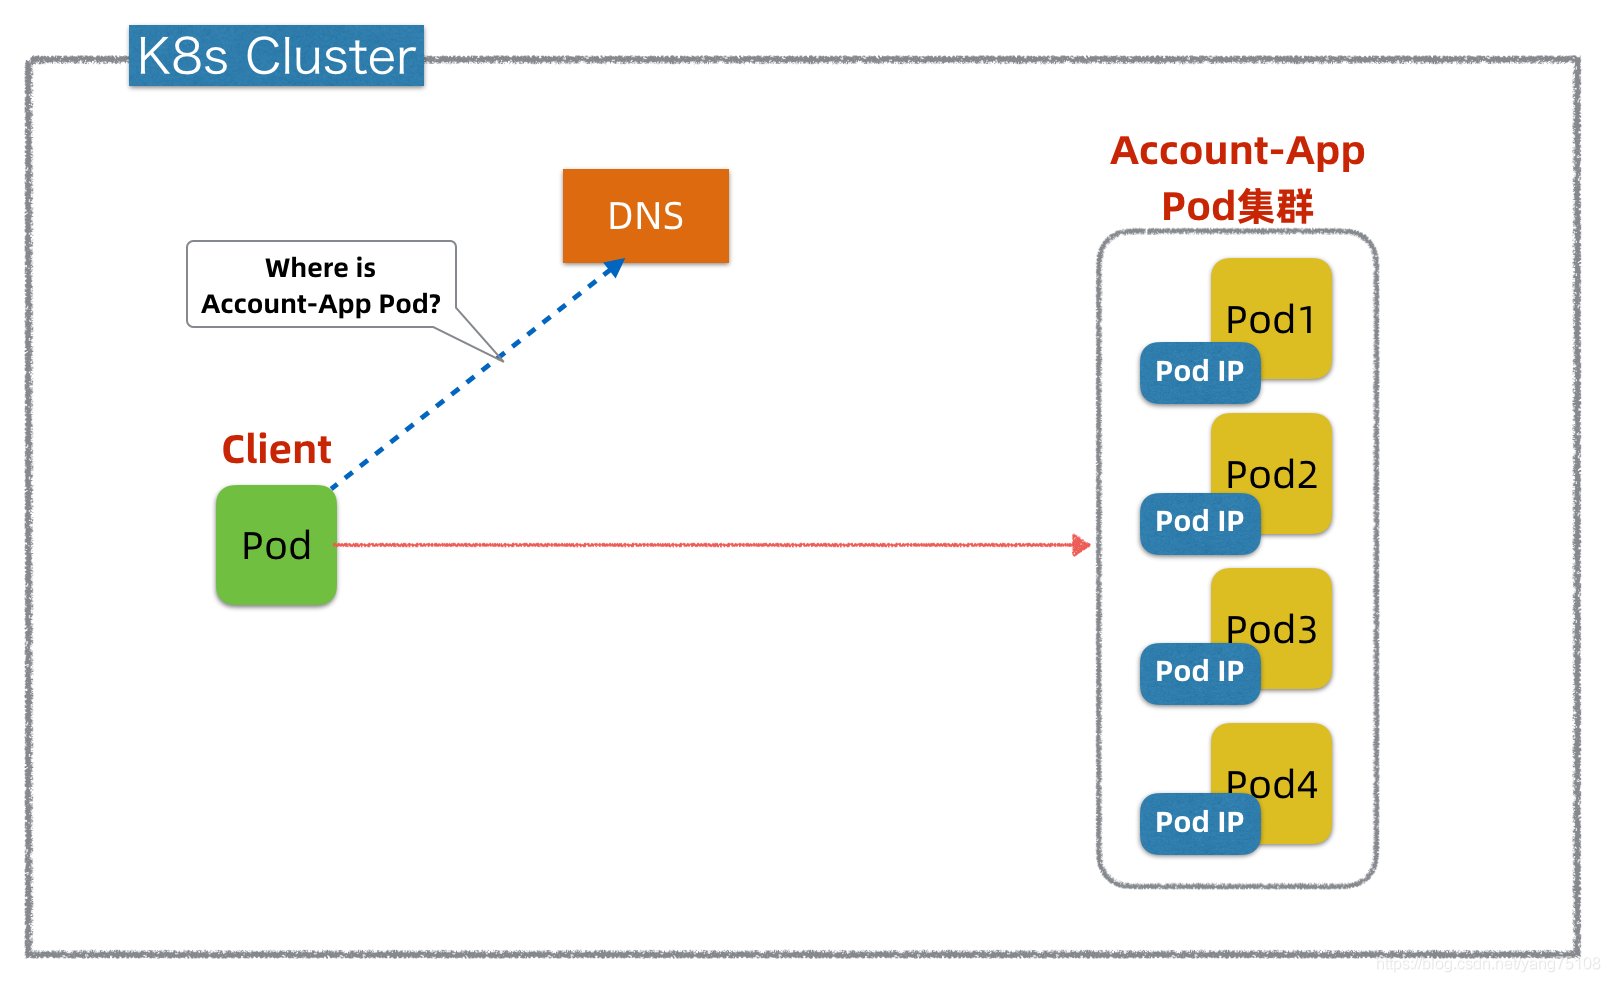 K8s Cluster
Account-App
Pod集群
DNS
Where is
Account-App Pod?
Client
Pod
Pod1
Pod IP
Pod2
Pod IP
Pod3
Pod IP
Pod4
Pod IP
https://blog.csdn.net/yang75108